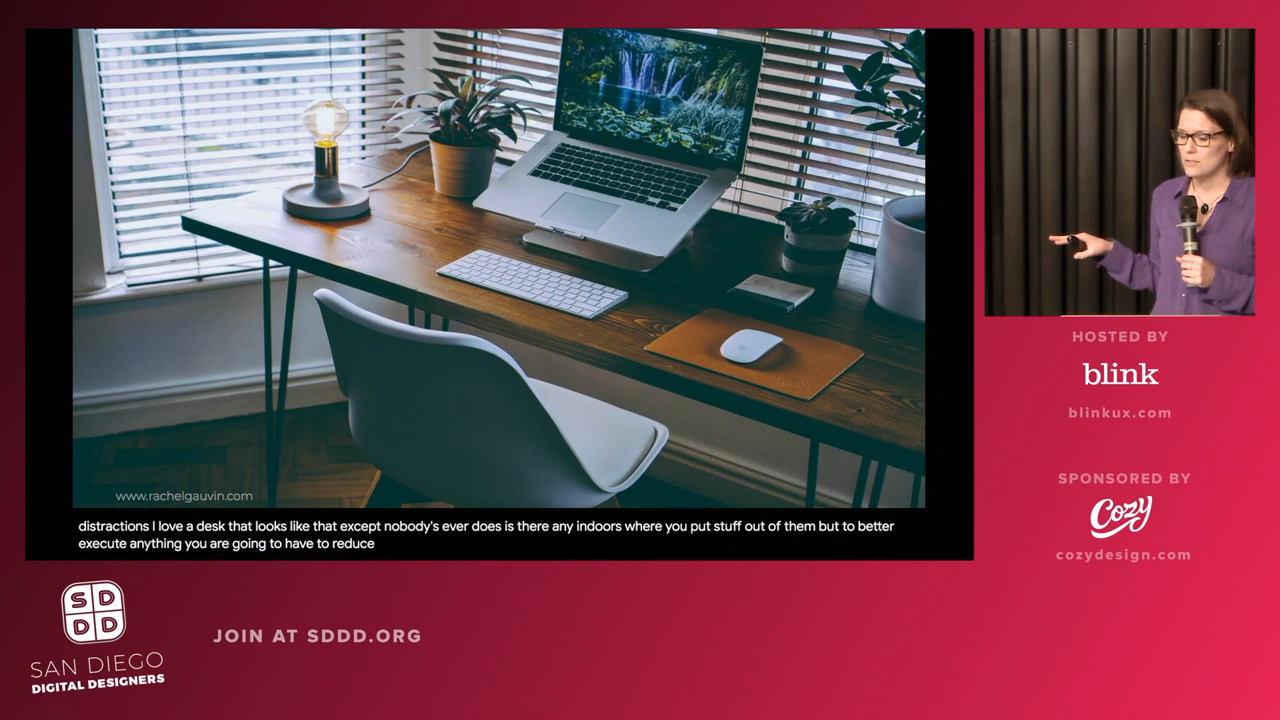 www.rachelgauvin.com
distractions I love a desk that looks like that except nobody's ever does is there any indoors where you put stuff out of them but to better
execute anything you are going to have to reduce
HOSTED BY
blink
blinkux.com
SPONSORED BY
Cozy
cozydesign.com
SD
DD
SAN DIEGO
DIGITAL DESIGNERS
JOIN AT SDDD.ORG